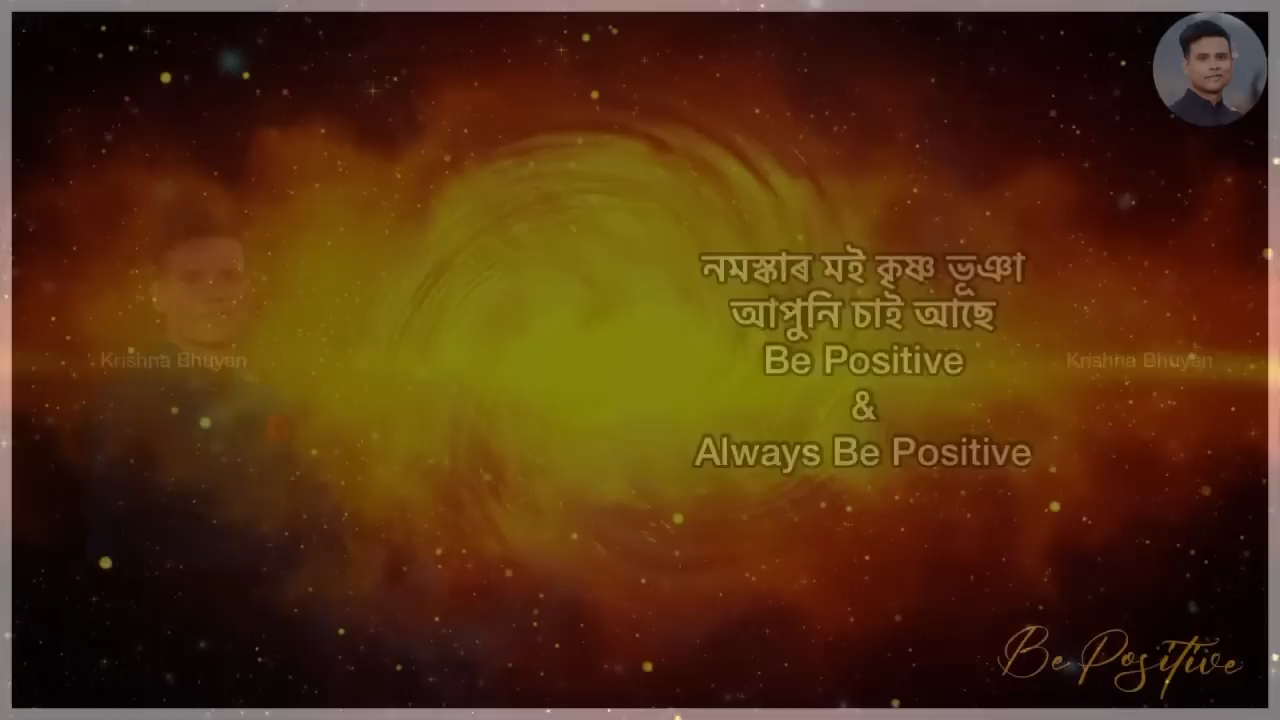 নমস্কাৰ মই কৃষ্ণ ভূঞা
আপুনি চাই আছে
Be Positive
&
Always Be Positive
Krishna Bhuyan
Krishna Bhuyan
Be Positive